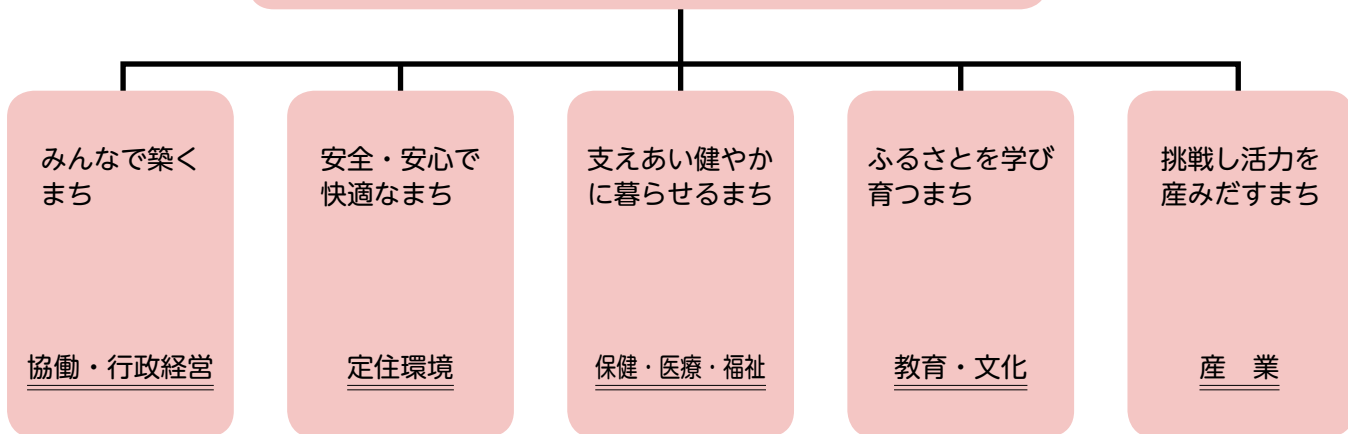 みんなで築く
まち
協働・行政経営
安全・安心で
快適なまち
定住環境
支えあい健やか
に暮らせるまち
保健・医療・福祉
ふるさとを学び
育つまち
教育・文化
挑戦し活力を
産みだすまち
産　業